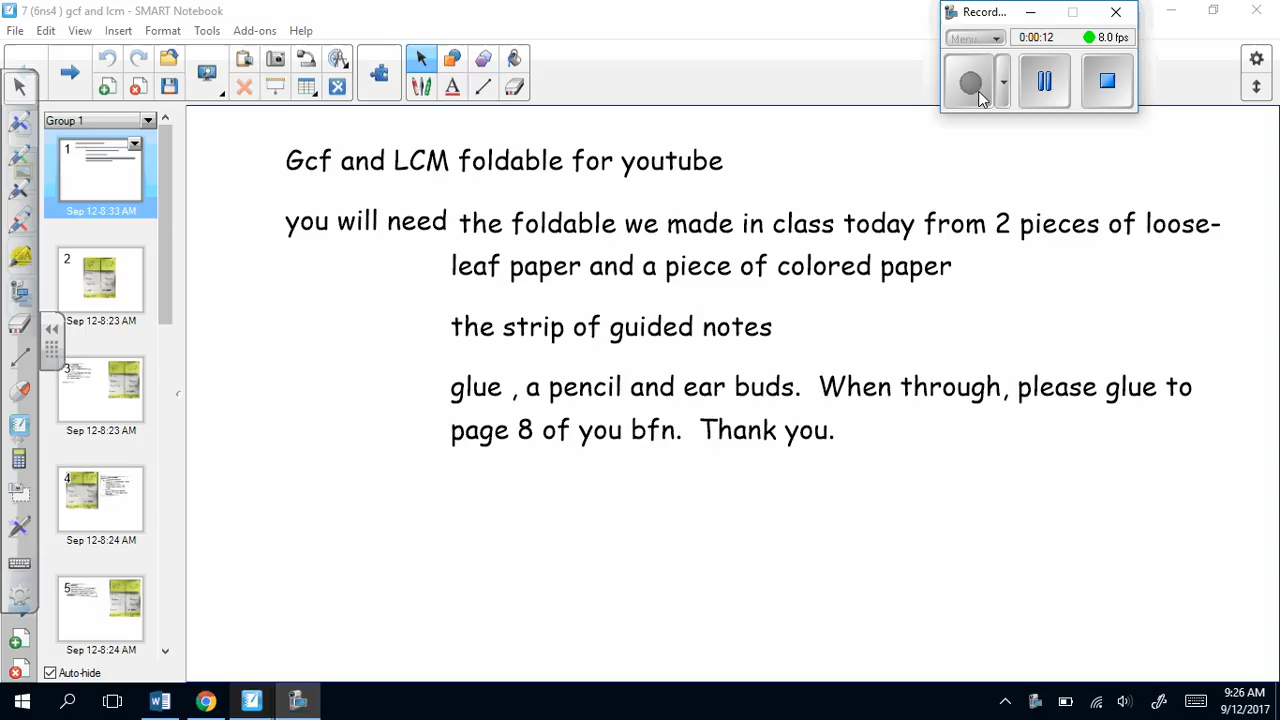 7 (6ns4 ) gcf and lcm - SMART Notebook
File Edit View Insert Format Tools Add-ons Help
Record...
Menu 0:00:12 8.0 fps
Group 1
1
Sep 12-8:33 AM
2
Sep 12-8:23 AM
3
Sep 12-8:23 AM
4
Sep 12-8:24 AM
5
Sep 12-8:24 AM
Auto-hide
Gcf and LCM foldable for youtube
you will need the foldable we made in class today from 2 pieces of loose-
leaf paper and a piece of colored paper
the strip of guided notes
glue , a pencil and ear buds. When through, please glue to
page 8 of you bfn. Thank you.
9:26 AM
9/12/2017